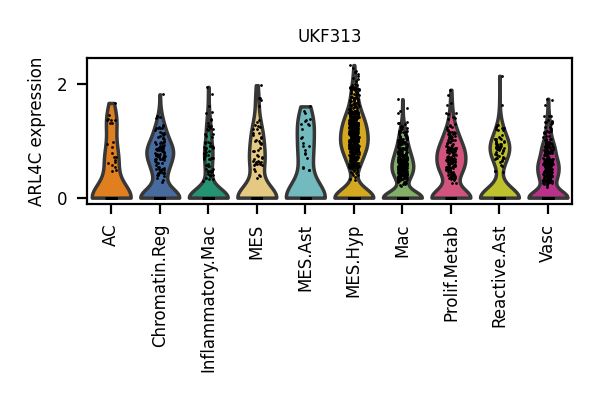 UKF313
ARL4C expression
2
0
AC
Chromatin.Reg
Inflammatory.Mac
MES
MES.Ast
MES.Hyp
Mac
Prolif.Metab
Reactive.Ast
Vasc